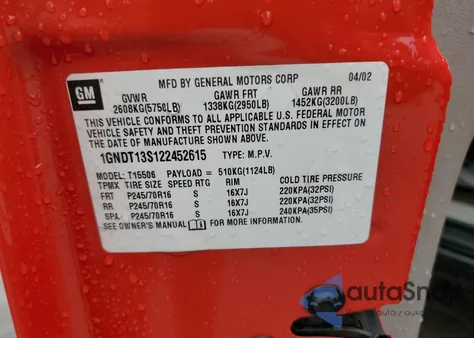 GM
MFD BY GENERAL MOTORS CORP 04/02
GVWR GAWR FRT GAWR RR
2608KG(5750LB) 1338KG(2950LB) 1452KG(3200LB)
THIS VEHICLE CONFORMS TO ALL APPLICABLE U.S. FEDERAL MOTOR
VEHICLE SAFETY AND THEFT PREVENTION STANDARDS IN EFFECT ON
THE DATE OF MANUFACTURE SHOWN ABOVE.
1GNDT13S122452615 TYPE: M.P.V.
MODEL: T15506 PAYLOAD = 510KG(1124LB)
TPMX TIRE SIZE SPEED RTG RIM COLD TIRE PRESSURE
FRT P245/70R16 S 16X7J 220KPA(32PSI)
RR P245/70R16 S 16X7J 220KPA(32PSI)
SPA P245/70R16 S 16X7J 240KPA(35PSI)
SEE OWNER'S MANUAL FOR MORE INFORMATION.